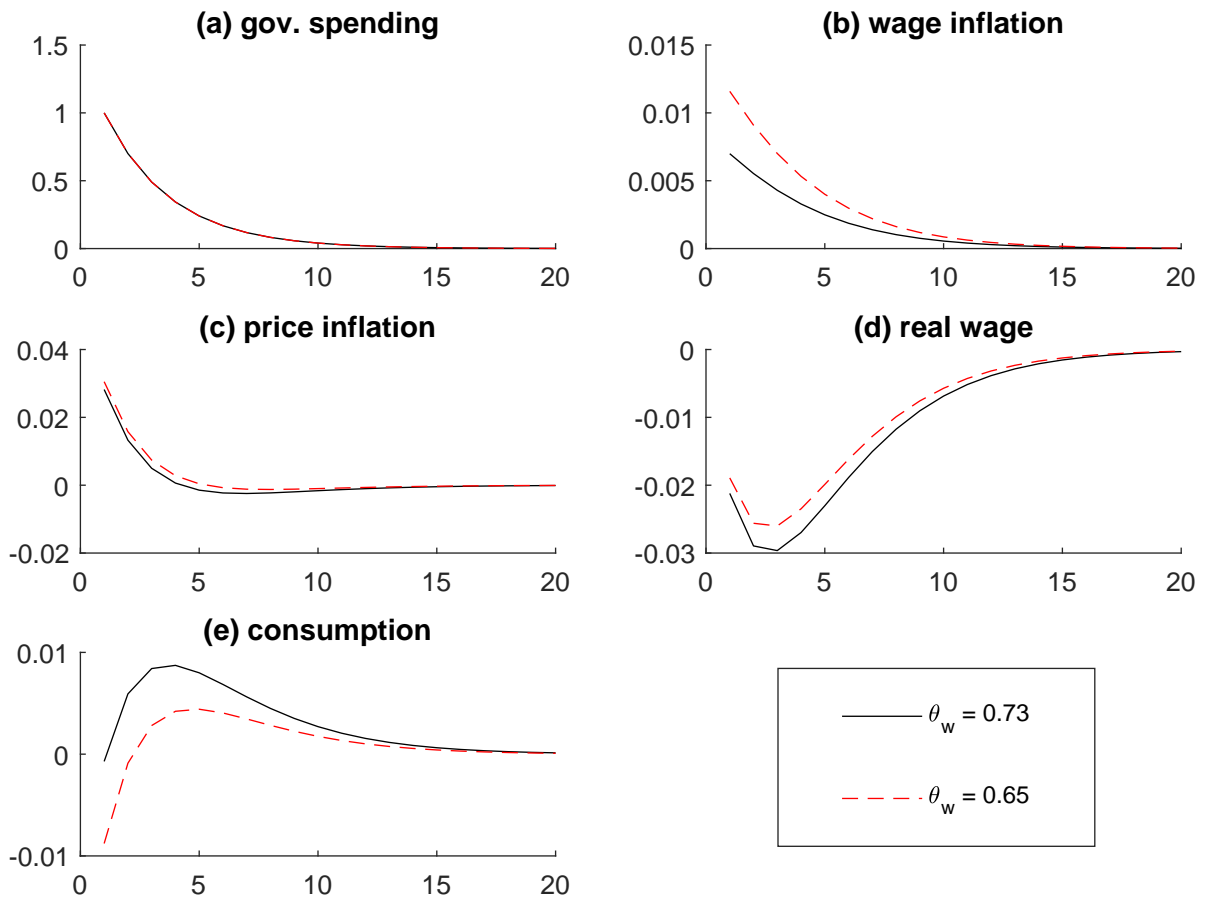 (a) gov. spending
1.5
1
0.5
0
0 5 10 15 20
(b) wage inflation
0.015
0.01
0.005
0
0 5 10 15 20
(c) price inflation
0.04
0.02
0
-0.02
0 5 10 15 20
(d) real wage
0
-0.01
-0.02
-0.03
0 5 10 15 20
(e) consumption
0.01
0
-0.01
0 5 10 15 20
θw = 0.73
θw = 0.65